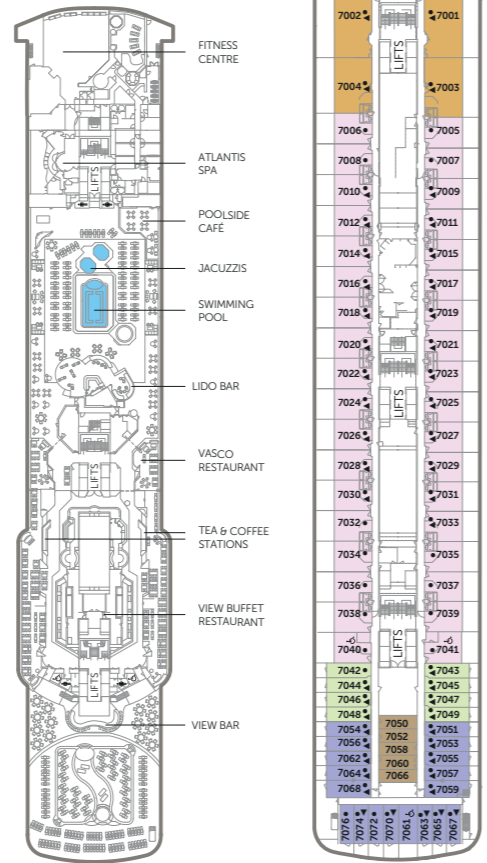 FITNESS
CENTRE
ATLANTIS
SPA
LIFTS
POOLSIDE
CAFÉ
JACUZZIS
SWIMMING
POOL
LIDO BAR
VASCO
RESTAURANT
LIFTS
TEA & COFFEE
STATIONS
VIEW BUFFET
RESTAURANT
LIFTS
VIEW BAR
7002 7001
LIFTS
7004 7003
7006 7005
7008 7007
7010 7009
7012 7011
7014 7015
7016 7017
7018 7019
7020 7021
7022 7023
LIFTS
7024 7025
7026 7027
7028 7029
7030 7031
7032 7033
7034 7035
7036 7037
7038 7039
LIFTS
7040 7041
7042 7043
7044 7045
7046 7047
7048 7049
7050
7054 7051
7052
7056 7053
7058
7062 7055
7060
7064 7057
7066
7068 7059
7076 7074 7072 7070 7061 7063 7065 7067